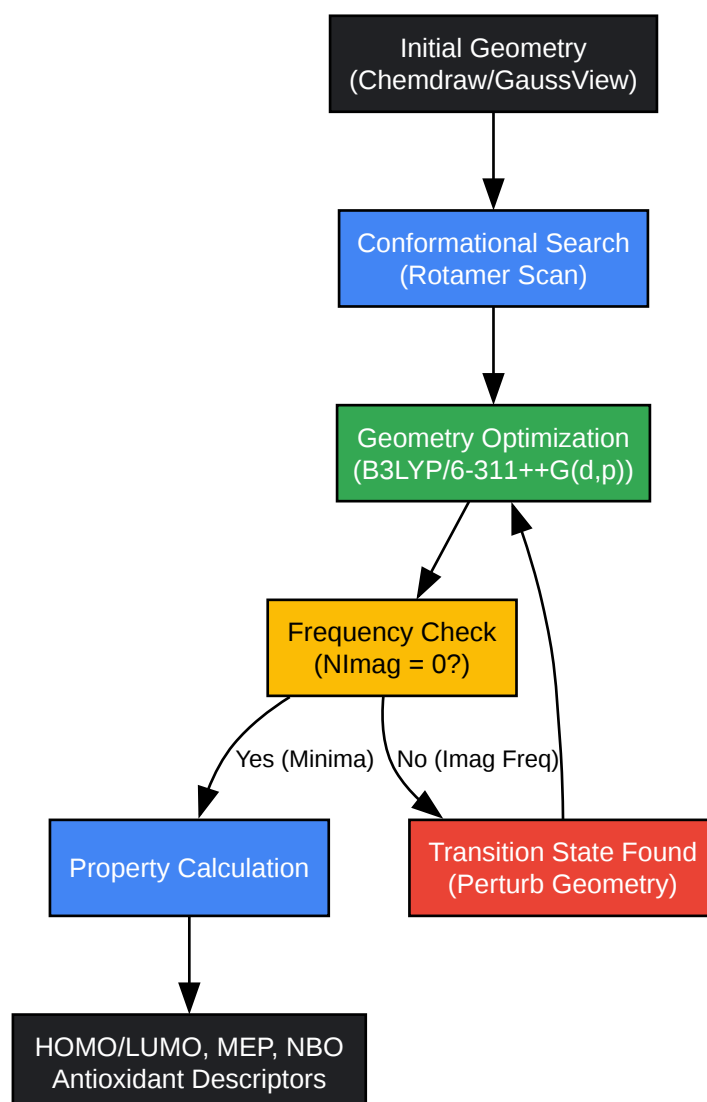 Initial Geometry
(Chemdraw/GaussView)
Conformational Search
(Rotamer Scan)
Geometry Optimization
(B3LYP/6-311++G(d,p))
Frequency Check
(NImag = 0?)
Yes (Minima)
No (Imag Freq)
Property Calculation
Transition State Found
(Perturb Geometry)
HOMO/LUMO, MEP, NBO
Antioxidant Descriptors